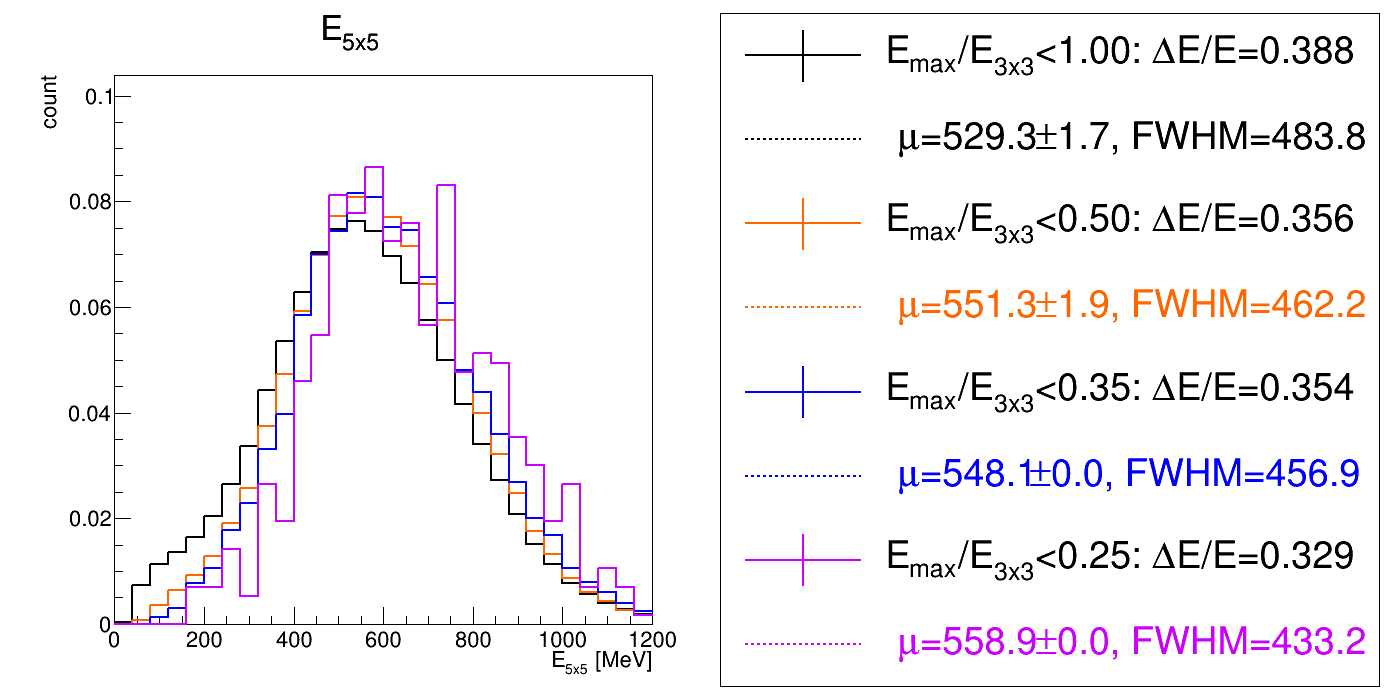 E5x5
count
0.1
0.08
0.06
0.04
0.02
0
0 200 400 600 800 1000 1200
E5x5 [MeV]
Emax/E3x3<1.00: ΔE/E=0.388
μ=529.3±1.7, FWHM=483.8
Emax/E3x3<0.50: ΔE/E=0.356
μ=551.3±1.9, FWHM=462.2
Emax/E3x3<0.35: ΔE/E=0.354
μ=548.1±0.0, FWHM=456.9
Emax/E3x3<0.25: ΔE/E=0.329
μ=558.9±0.0, FWHM=433.2